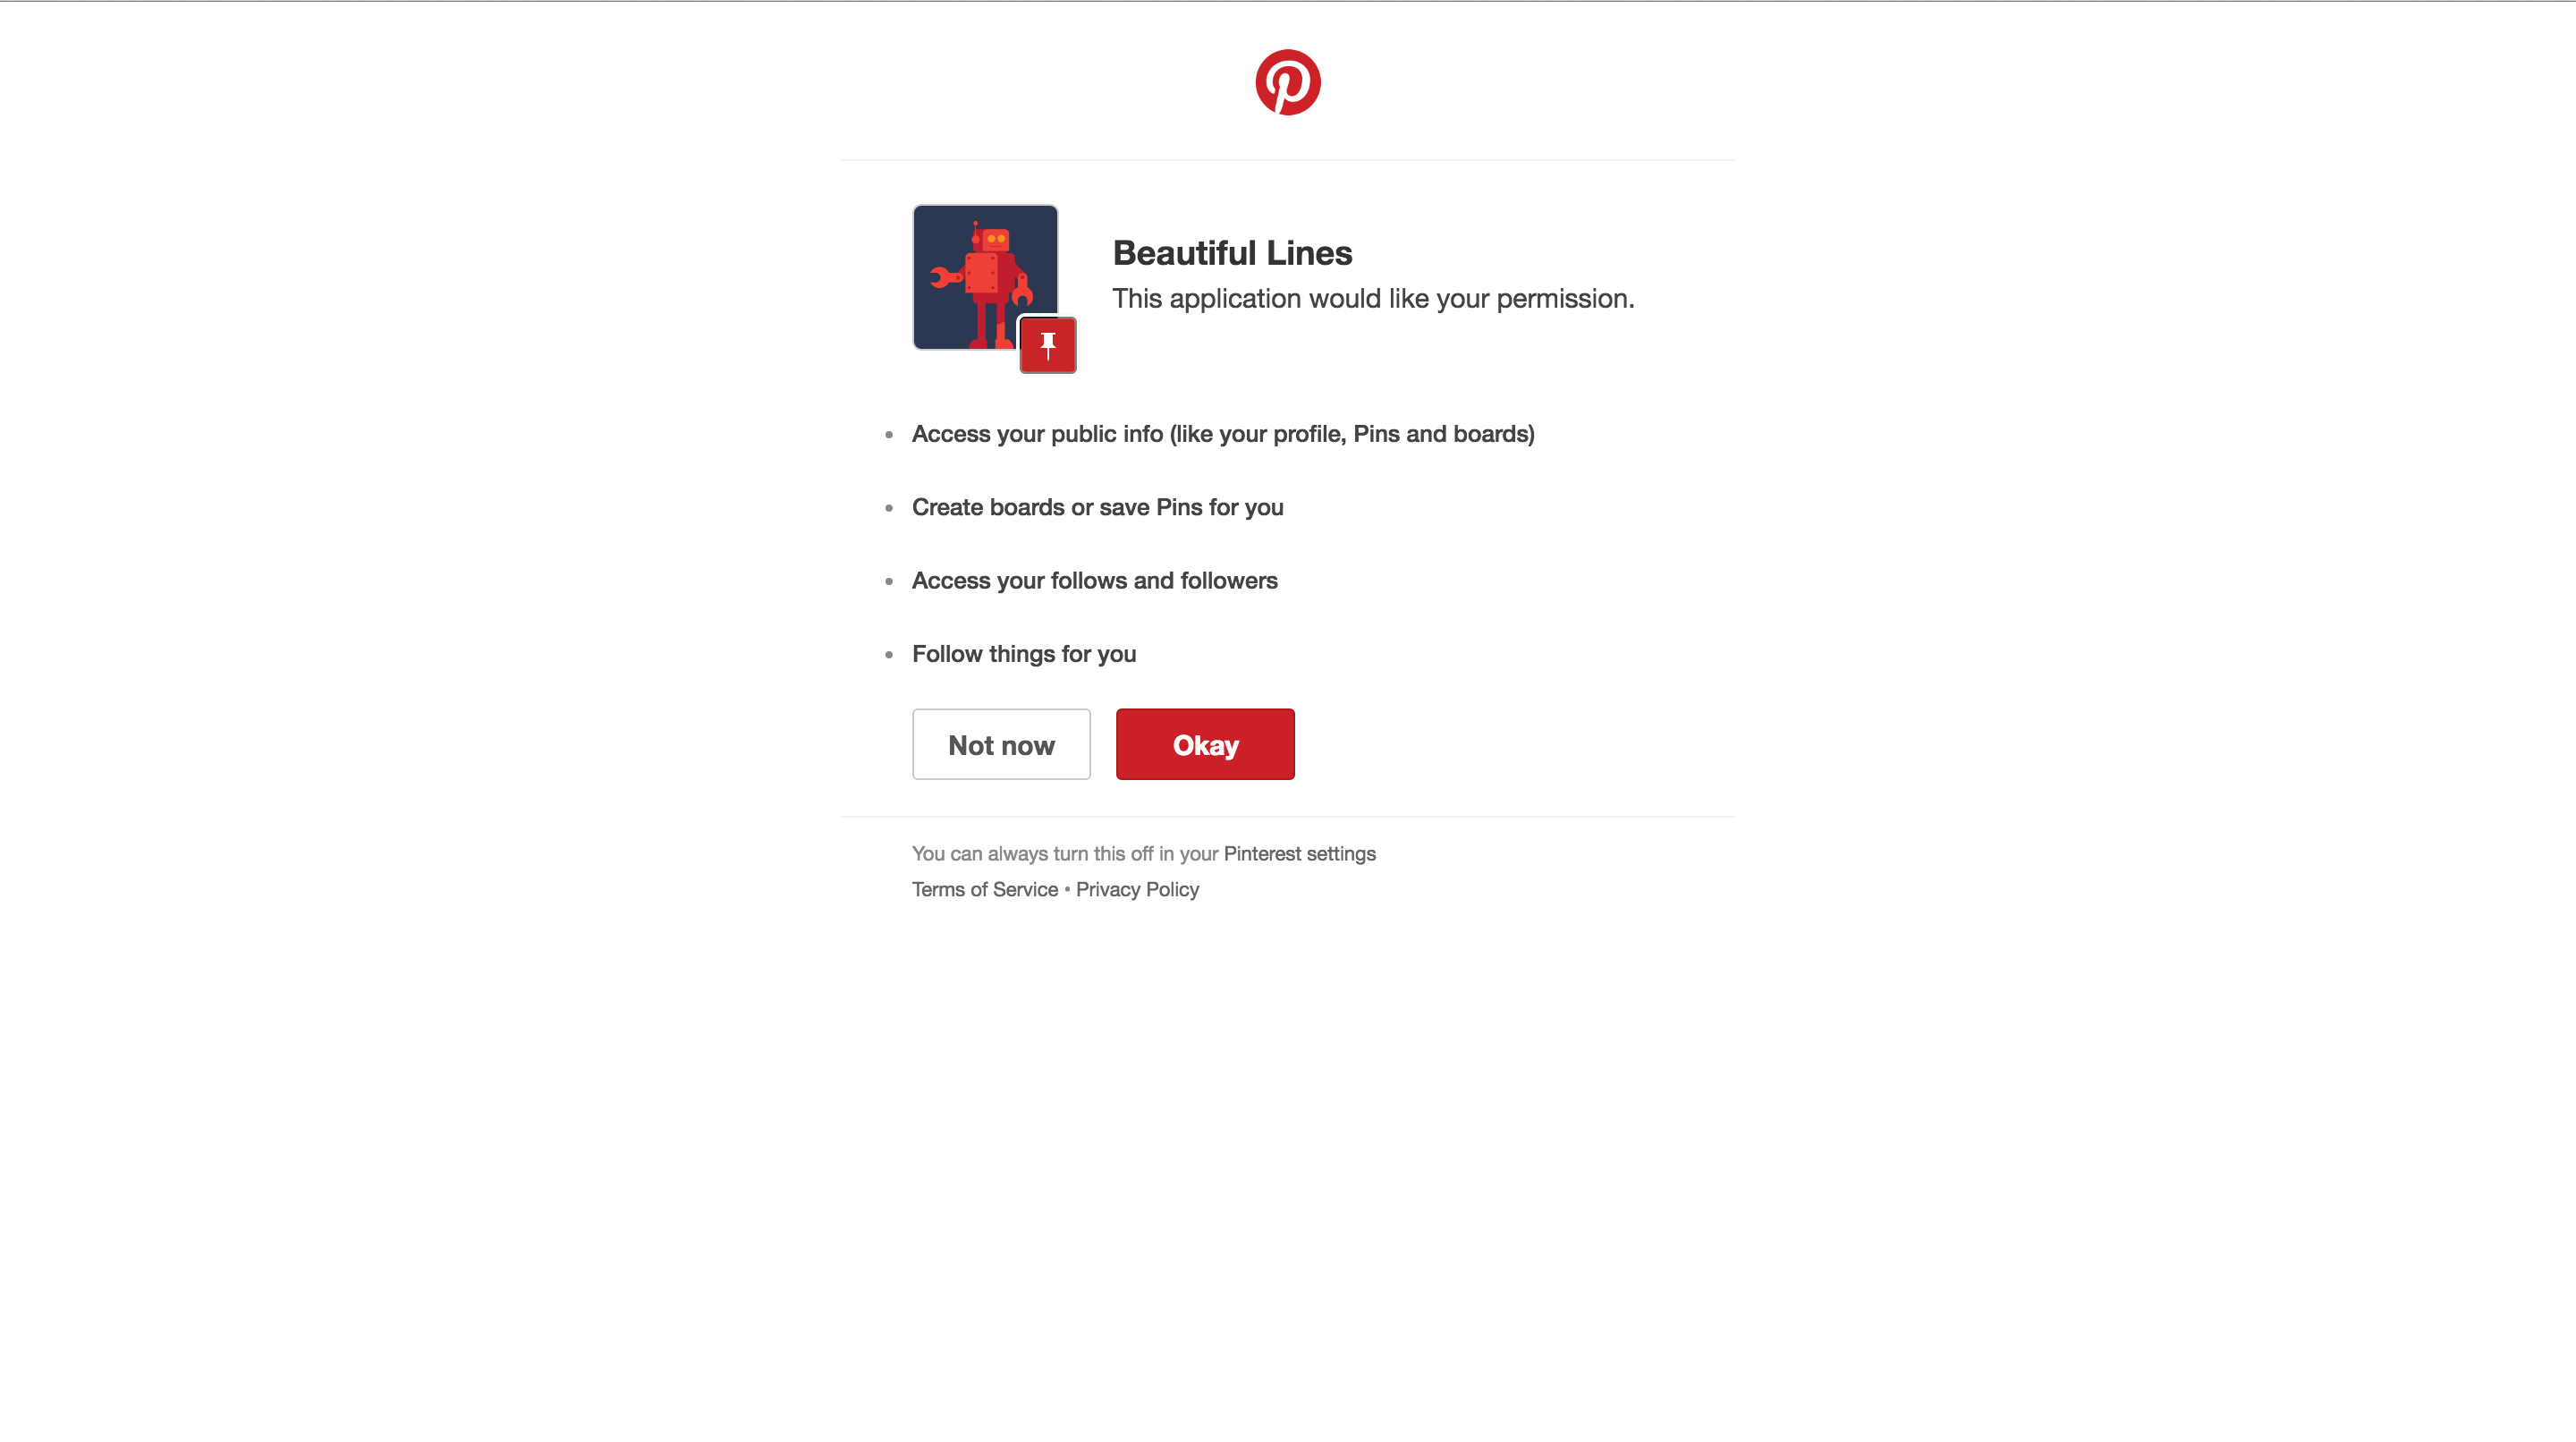 Beautiful Lines
This application would like your permission.
• Access your public info (like your profile, Pins and boards)
• Create boards or save Pins for you
• Access your follows and followers
• Follow things for you
Not now
Okay
You can always turn this off in your Pinterest settings
Terms of Service • Privacy Policy